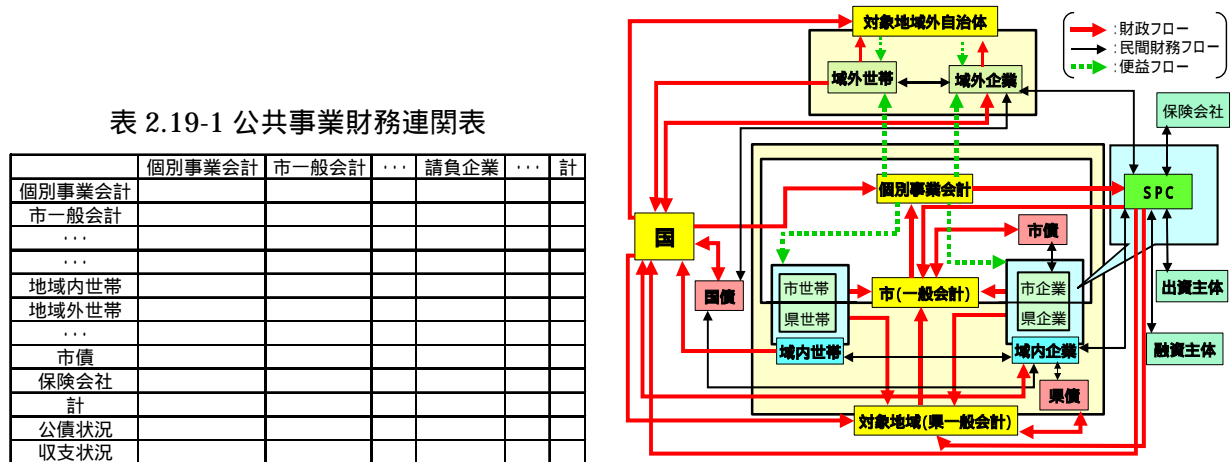 表 2.19-1 公共事業財務連関表
個別事業会計 市一般会計 ・・・ 請負企業 ・・・ 計
個別事業会計
市一般会計
・・・
・・・
地域内世帯
地域外世帯
・・・
市債
保険会社
計
公債状況
収支状況
対象地域外自治体
:財政フロー
:民間財務フロー
:便益フロー
域外世帯
域外企業
保険会社
個別事業会計
SPC
国
市債
国債
市世帯
県世帯
域内世帯
市(一般会計)
市企業
県企業
域内企業
出資主体
融資主体
県債
対象地域(県一般会計)